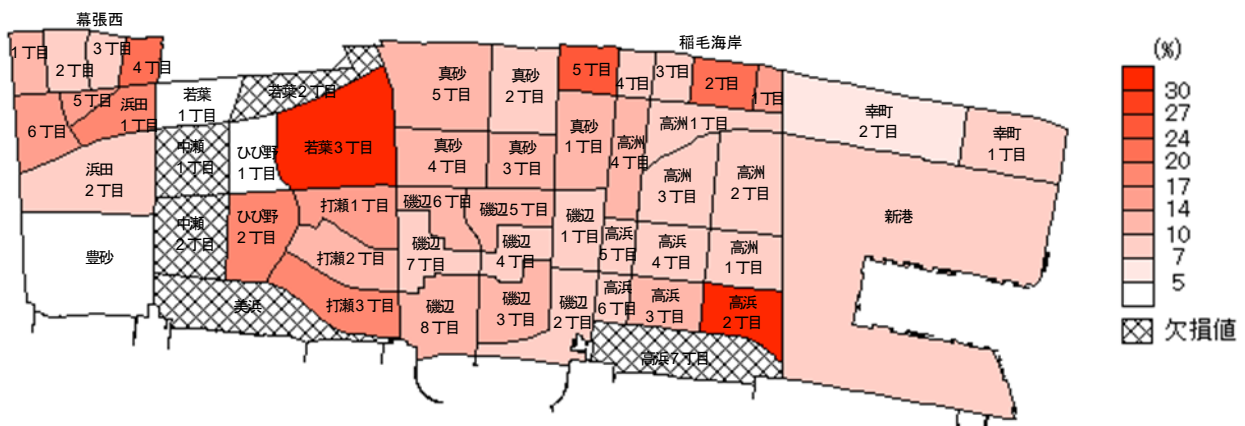 幕張西
1丁目
2丁目
3丁目
4丁目
5丁目
6丁目
浜田
1丁目
浜田
2丁目
豊砂
若葉
1丁目
若葉2丁目
中瀬
1丁目
中瀬
2丁目
ひび野
1丁目
ひび野
2丁目
若葉3丁目
美浜
打瀬1丁目
打瀬2丁目
打瀬3丁目
真砂
5丁目
真砂
2丁目
真砂
4丁目
真砂
3丁目
真砂
1丁目
磯辺6丁目
磯辺5丁目
磯辺
7丁目
磯辺
4丁目
磯辺
1丁目
磯辺
8丁目
磯辺
3丁目
磯辺
2丁目
稲毛海岸
5丁目
4丁目
3丁目
2丁目
丁目
高洲1丁目
高洲
4丁目
高洲
3丁目
高洲
2丁目
高浜
5丁目
高浜
4丁目
高洲
1丁目
高浜
6丁目
高浜
3丁目
高浜
2丁目
高浜7丁目
幸町
2丁目
幸町
1丁目
新港
(%)
30
27
24
20
17
14
10
7
5
欠損値